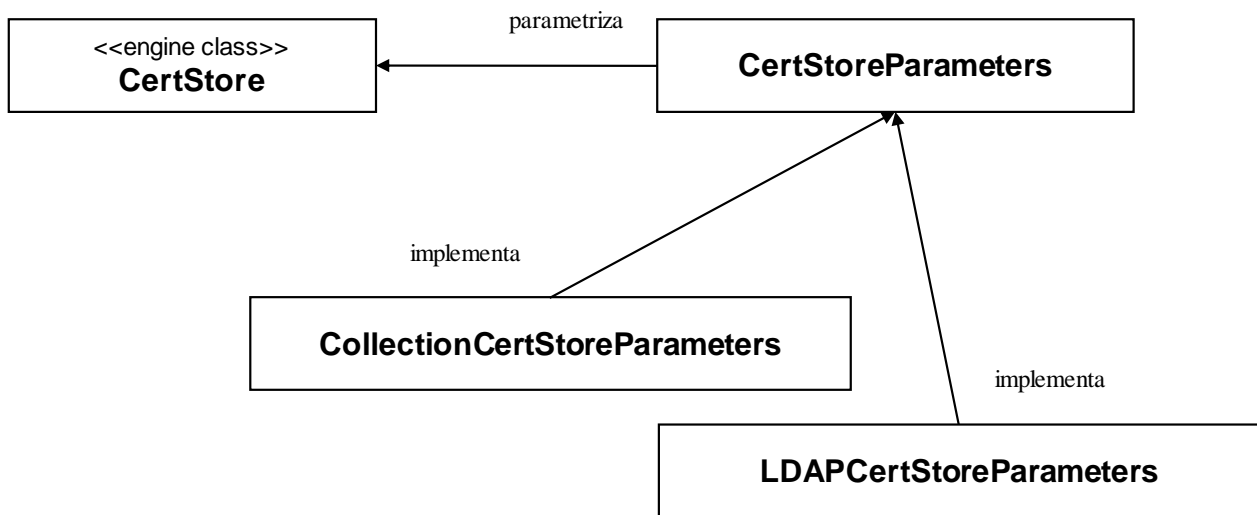 parametriza
<<engine class>>
CertStore
CertStoreParameters
implementa
CollectionCertStoreParameters
implementa
LDAPCertStoreParameters